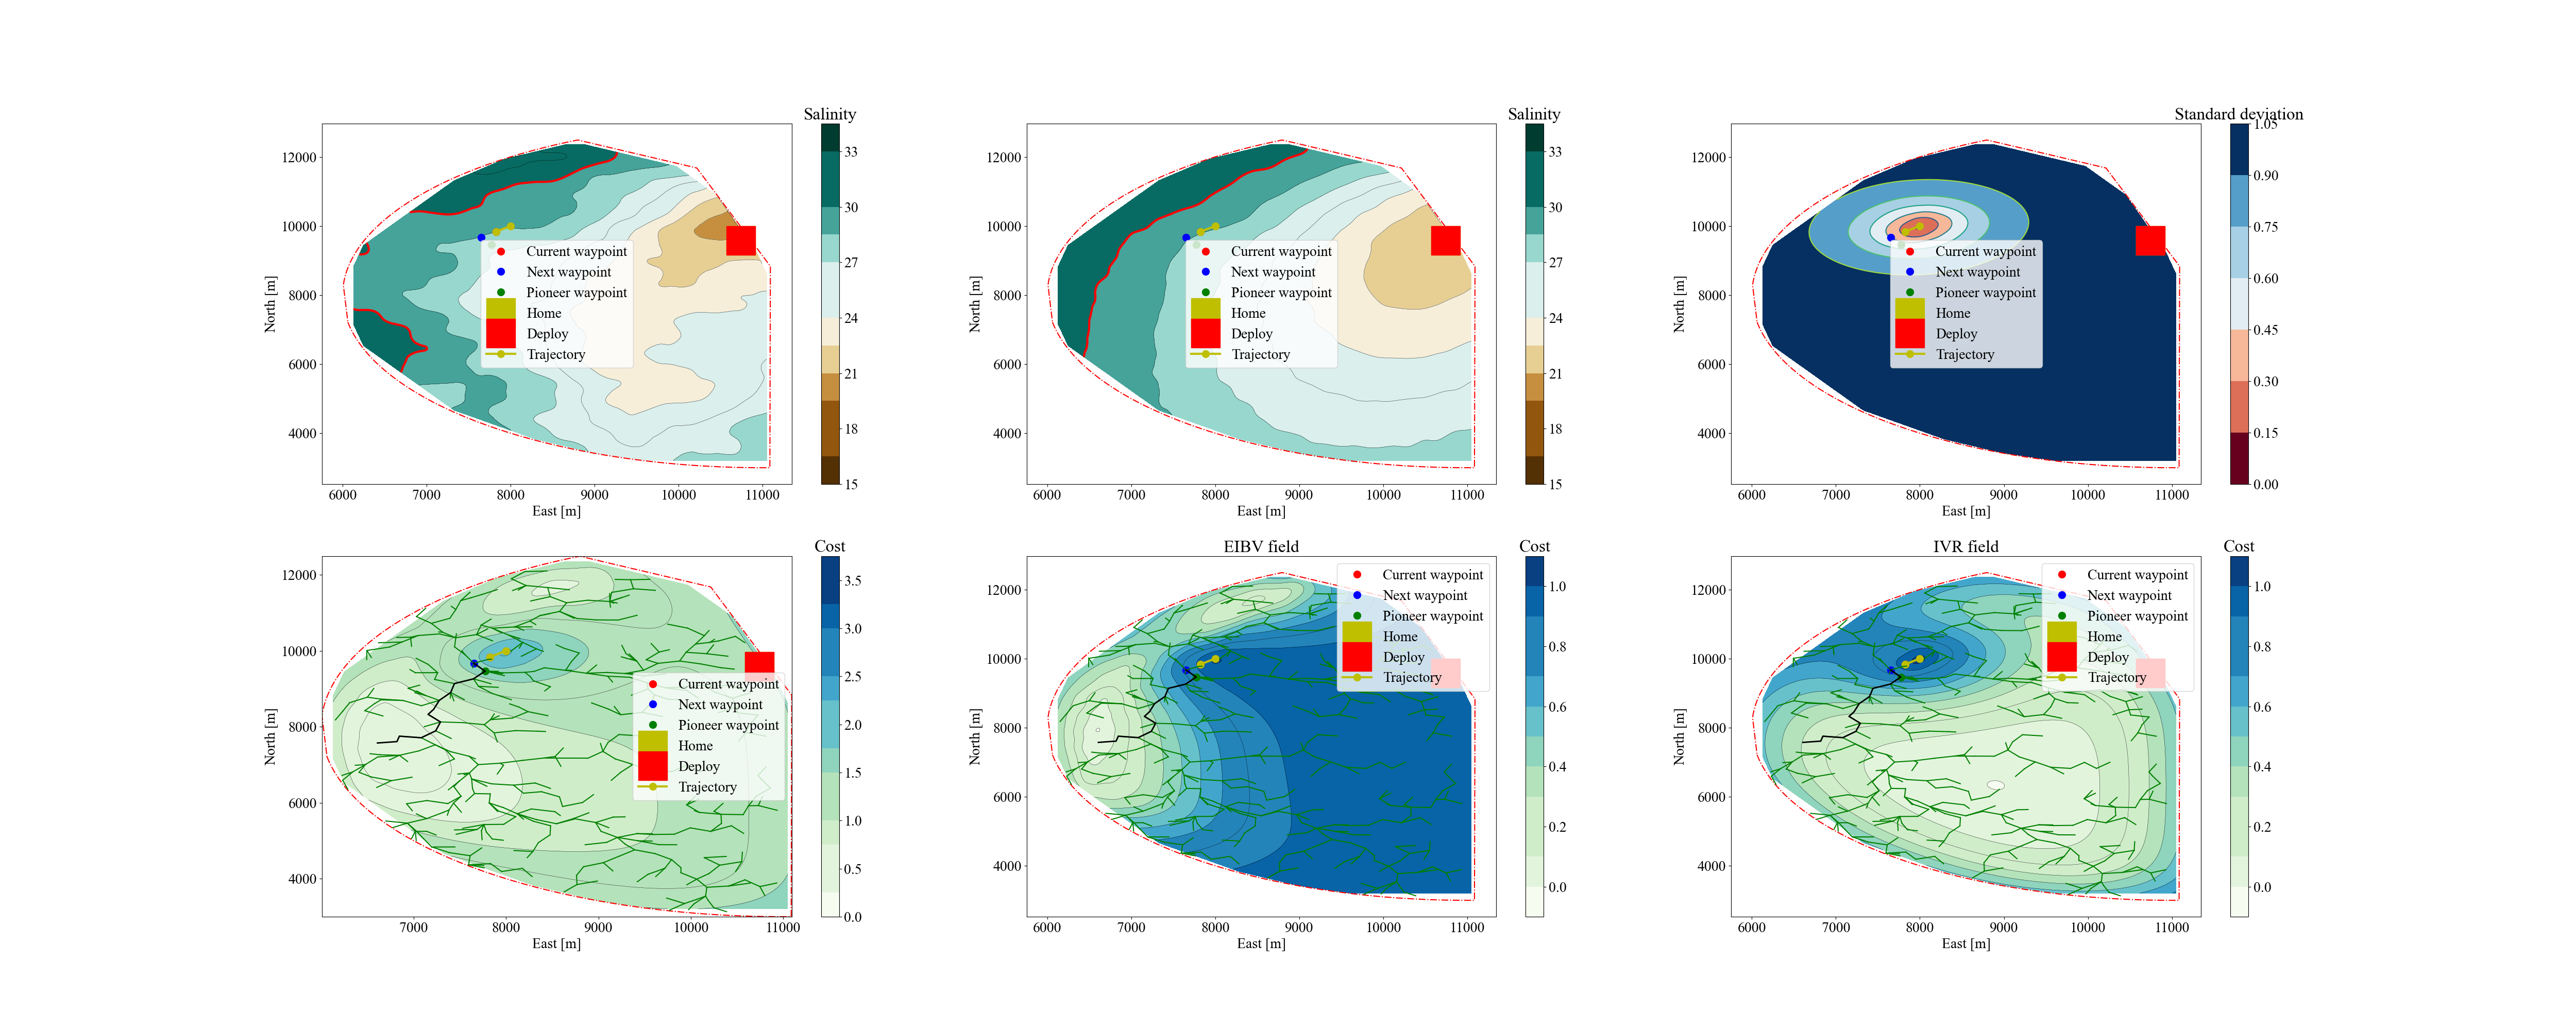 Salinity
12000
10000
8000
6000
4000
North [m]
6000 7000 8000 9000 10000 11000
East [m]
33
30
27
24
21
18
15
Current waypoint
Next waypoint
Pioneer waypoint
Home
Deploy
Trajectory
Salinity
12000
10000
8000
6000
4000
North [m]
6000 7000 8000 9000 10000 11000
East [m]
33
30
27
24
21
18
15
Current waypoint
Next waypoint
Pioneer waypoint
Home
Deploy
Trajectory
Standard deviation
12000
10000
8000
6000
4000
North [m]
6000 7000 8000 9000 10000 11000
East [m]
1.05
0.90
0.75
0.60
0.45
0.30
0.15
0.00
Current waypoint
Next waypoint
Pioneer waypoint
Home
Deploy
Trajectory
Cost
12000
10000
8000
6000
4000
North [m]
7000 8000 9000 10000 11000
East [m]
3.5
3.0
2.5
2.0
1.5
1.0
0.5
0.0
Current waypoint
Next waypoint
Pioneer waypoint
Home
Deploy
Trajectory
EIBV field
Cost
12000
10000
8000
6000
4000
North [m]
6000 7000 8000 9000 10000 11000
East [m]
1.0
0.8
0.6
0.4
0.2
0.0
Current waypoint
Next waypoint
Pioneer waypoint
Home
Deploy
Trajectory
IVR field
Cost
12000
10000
8000
6000
4000
North [m]
6000 7000 8000 9000 10000 11000
East [m]
1.0
0.8
0.6
0.4
0.2
0.0
Current waypoint
Next waypoint
Pioneer waypoint
Home
Deploy
Trajectory